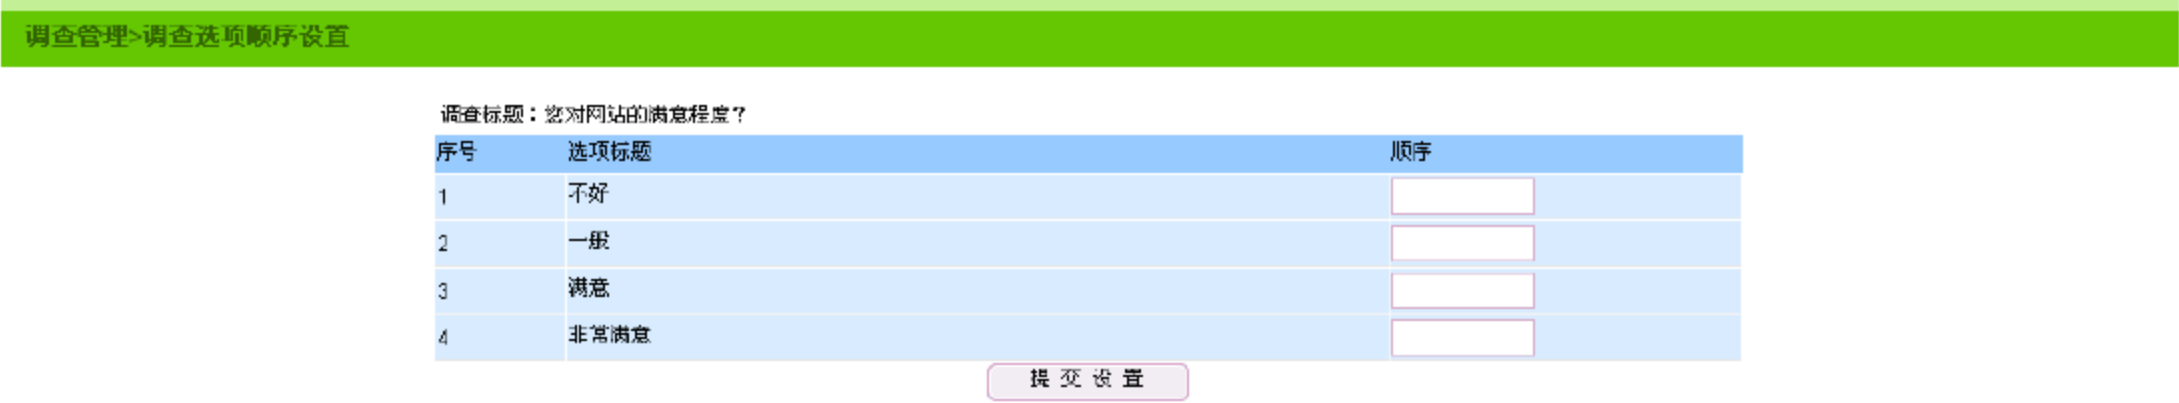 调查管理>调查选项顺序设置
调查标题：您对网站的满意程度？
序号 选项标题 顺序
1 不好
2 一般
3 满意
4 非常满意
提 交 设 置